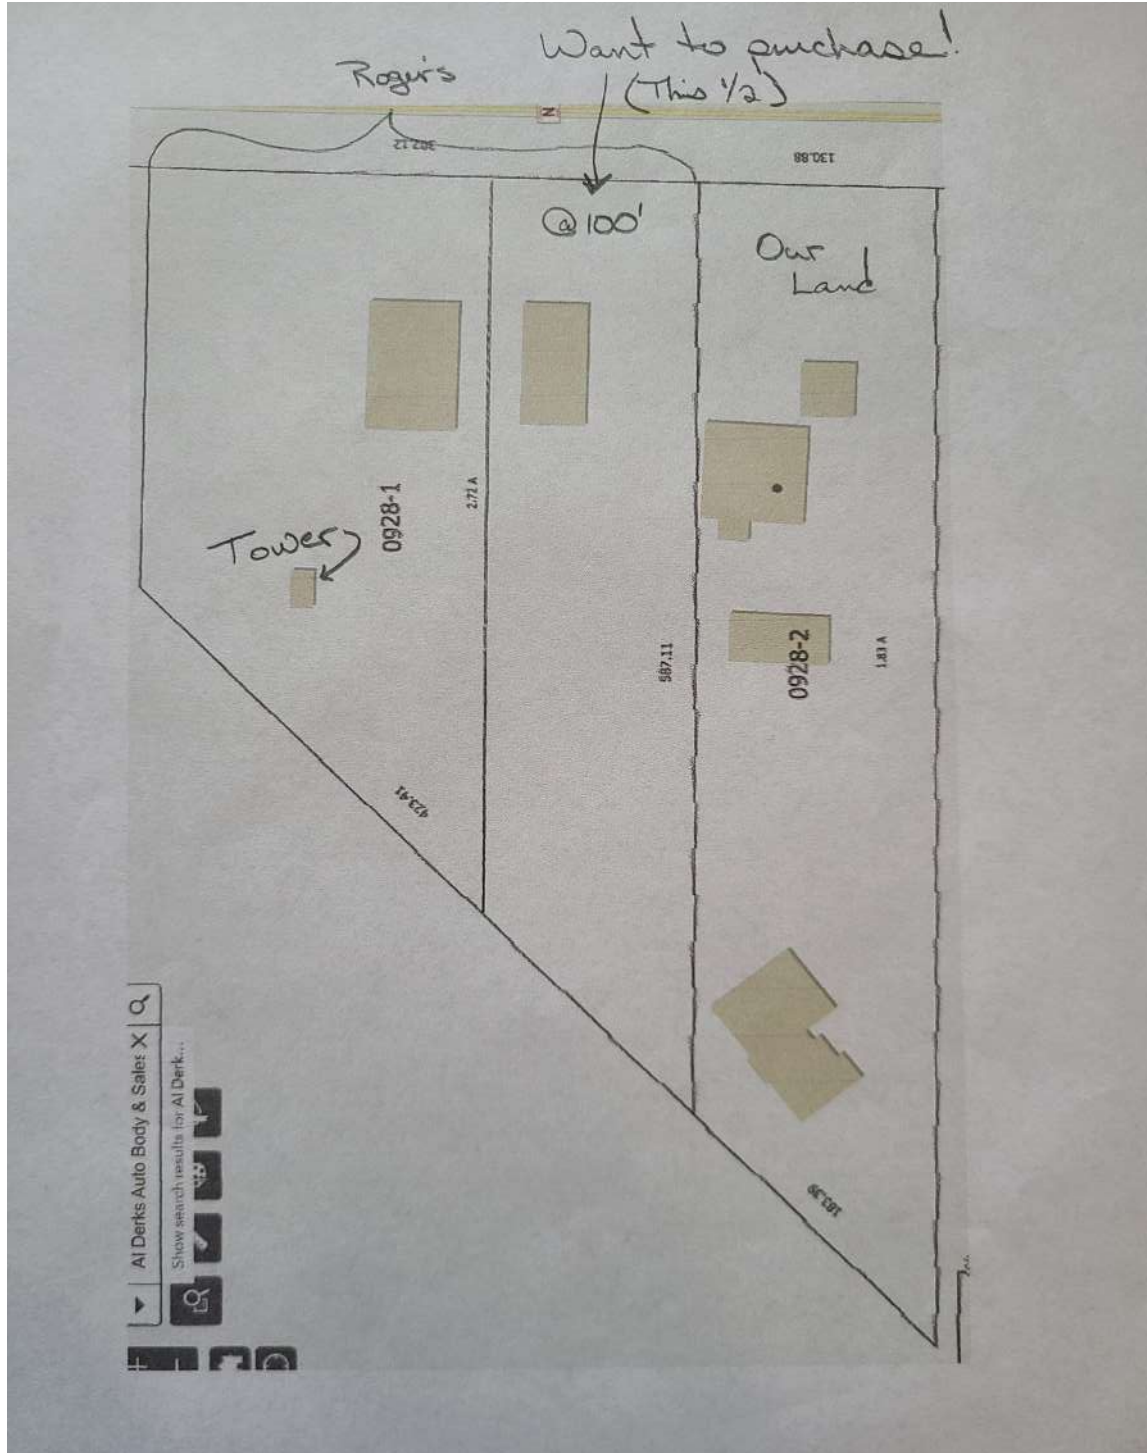 Want to purchase!
(This 1/2)
Roger's
N
302.12
130.88
@100'
Our
Land
2.72 A
0928-1
Tower
587.11
0928-2
1.83 A
423.41
183.39
Al Derks Auto Body & Sales X
Show search results for Al Derk...